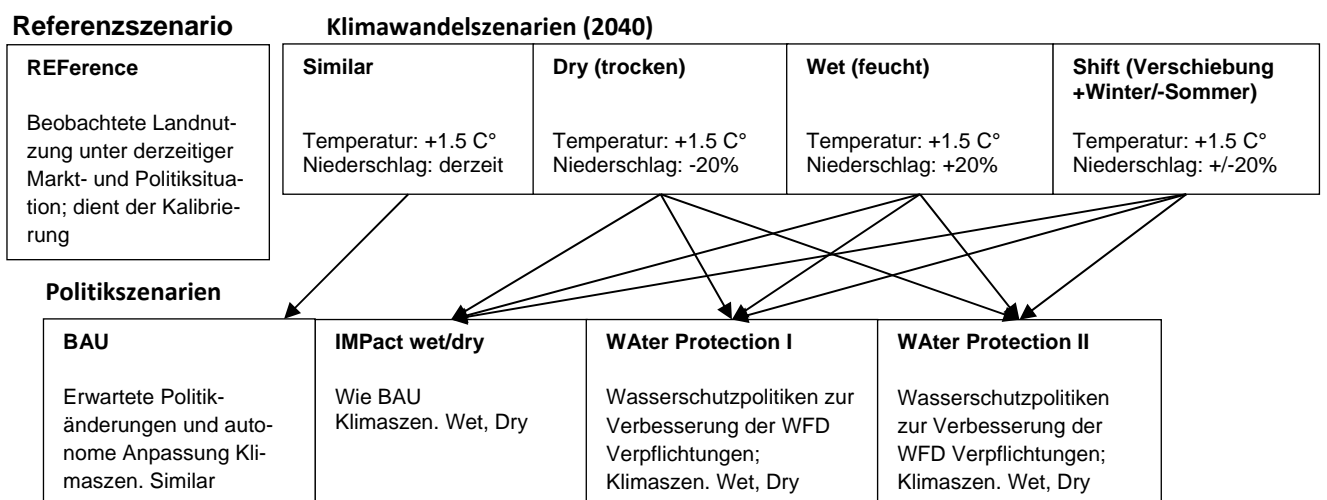 Referenzszenario
REFerence
Beobachtete Landnut-
zung unter derzeitiger
Markt- und Politiksitua-
tion; dient der Kalibrie-
rung
Klimawandelszenarien (2040)
Similar
Temperatur: +1.5 C°
Niederschlag: derzeit
Dry (trocken)
Temperatur: +1.5 C°
Niederschlag: -20%
Wet (feucht)
Temperatur: +1.5 C°
Niederschlag: +20%
Shift (Verschiebung
+Winter/-Sommer)
Temperatur: +1.5 C°
Niederschlag: +/-20%
Politikszenarien
BAU
Erwartete Politik-
änderungen und auto-
nome Anpassung Kli-
maszen. Similar
IMPact wet/dry
Wie BAU
Klimaszen. Wet, Dry
WAter Protection I
Wasserschutzpolitiken zur
Verbesserung der WFD
Verpflichtungen;
Klimaszen. Wet, Dry
WAter Protection II
Wasserschutzpolitiken
zur Verbesserung der
WFD Verpflichtungen;
Klimaszen. Wet, Dry